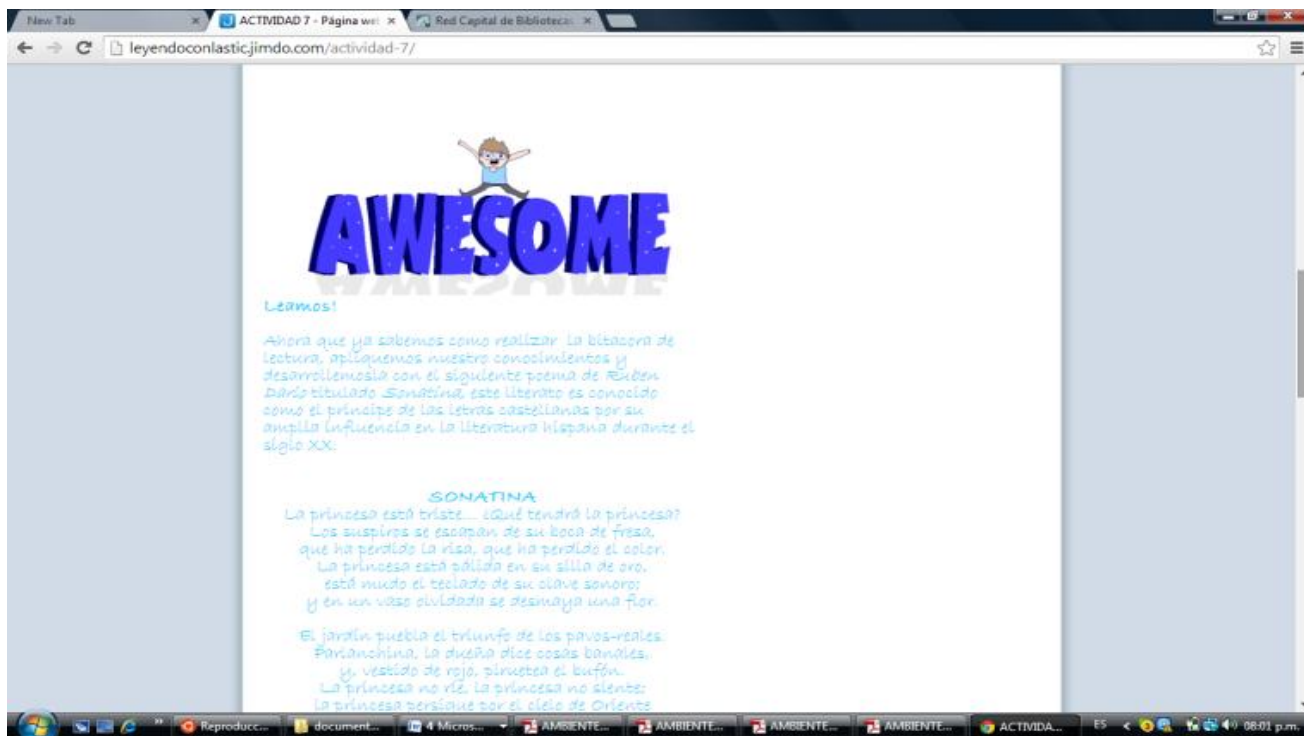 New Tab
ACTIVIDAD 7 - Página we
Red Capital de Bibliotecas
leyendoconlastic.jimdo.com/actividad-7/
AWESOME
Leamos!
Ahora que ya sabemos como realizar la bitacora de
lectura, apliquemos nuestro conocimientos y
desarrollemosla con el siguiente poema de Ruben
Dario titulado Sonatina, este literato es conocido
como el principe de las letras castellanas por su
amplia influencia en la literatura hispana durante el
siglo XX.
SONATINA
La princesa está triste... ¿Qué tendrá la princesa?
Los suspiros se escapan de su boca de fresa,
que ha perdido la risa, que ha perdido el color.
La princesa está pálida en su silla de oro,
está mudo el teclado de su clave sonoro;
y en un vaso olvidada se desmaya una flor.
El jardín puebla el triunfo de los pavos-reales.
Parlanchina, la dueña dice cosas banales,
y, vestido de rojo, piruetea el bufón.
La princesa no ríe, la princesa no siente;
la princesa persigue por el cielo de Oriente
Reproducc...
document...
4 Micros...
AMBIENTE...
AMBIENTE...
AMBIENTE...
AMBIENTE...
ACTIVIDA...
ES
08:01 p.m.